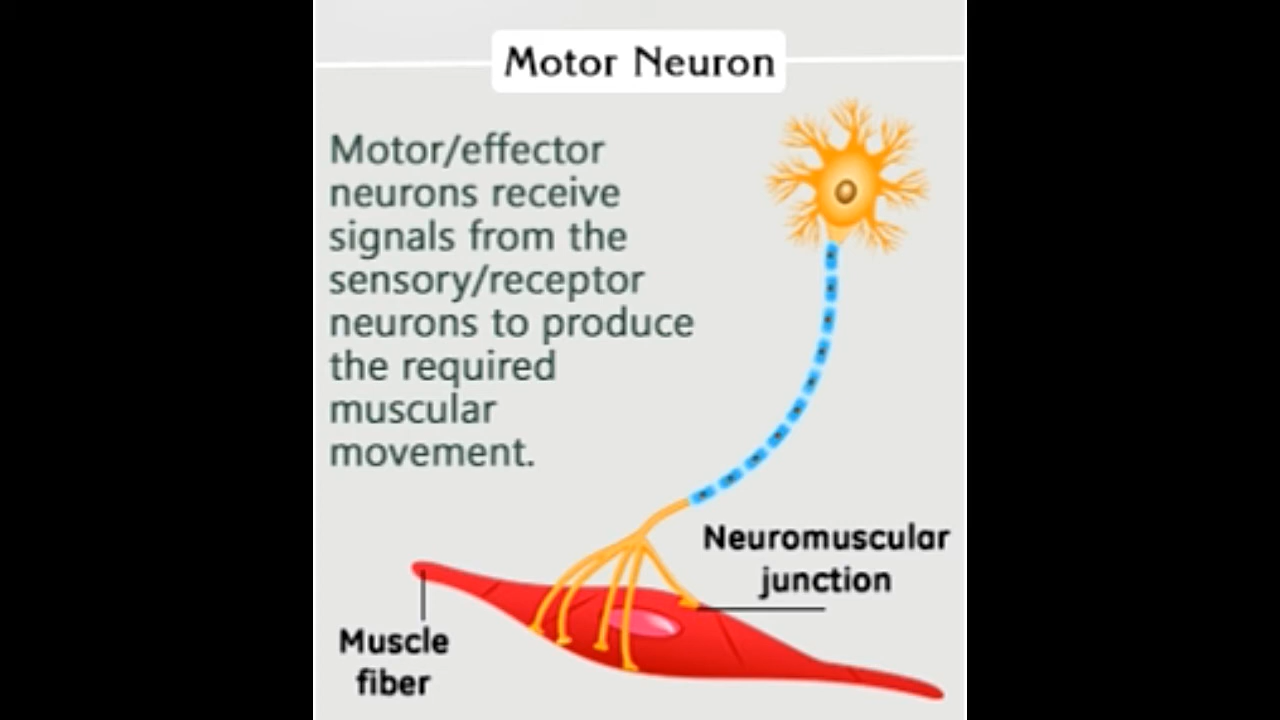 Motor Neuron
Motor/effector
neurons receive
signals from the
sensory/receptor
neurons to produce
the required
muscular
movement.
Neuromuscular
junction
Muscle
fiber